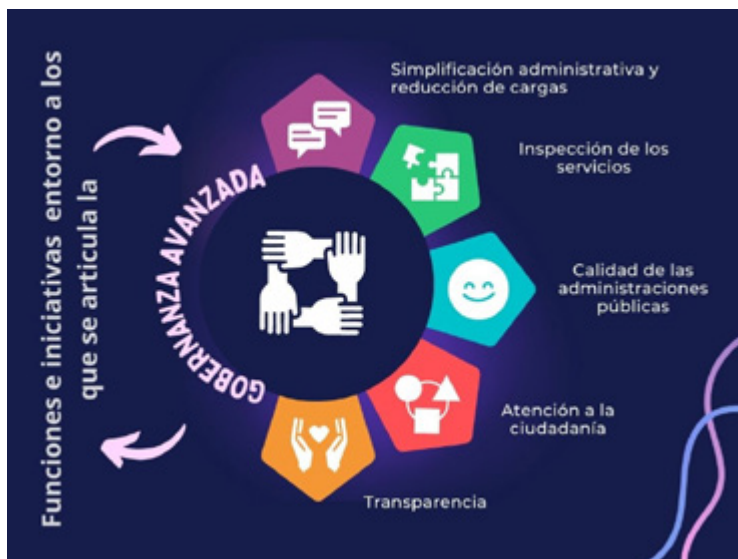 Funciones e iniciativas entorno a los
que se articula la
GOBERNANZA AVANZADA
Simplificación administrativa y
reducción de cargas
Inspección de los
servicios
Calidad de las
administraciones
públicas
Atención a la
ciudadanía
Transparencia